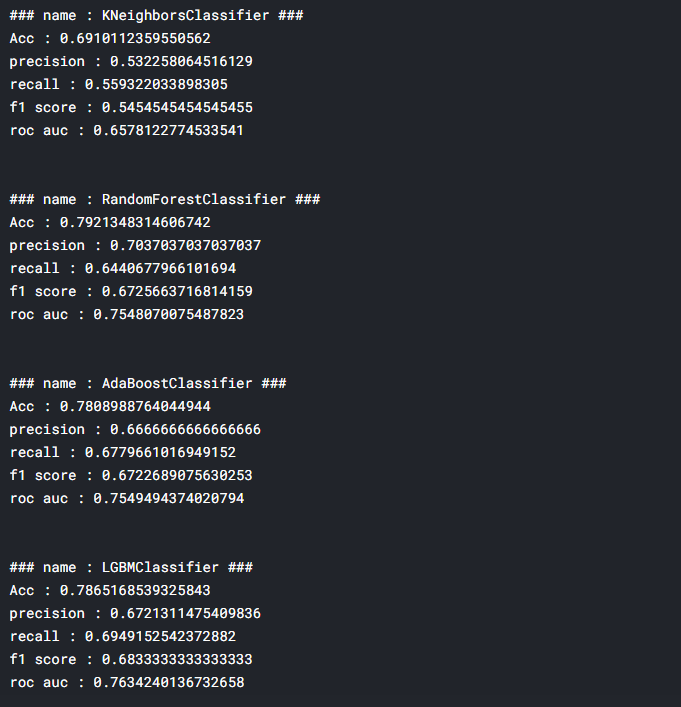 ### name : KNeighborsClassifier ###
Acc : 0.6910112359550562
precision : 0.532258064516129
recall : 0.559322033898305
f1 score : 0.5454545454545455
roc auc : 0.6578122774533541
### name : RandomForestClassifier ###
Acc : 0.7921348314606742
precision : 0.7037037037037037
recall : 0.6440677966101694
f1 score : 0.6725663716814159
roc auc : 0.7548070075487823
### name : AdaBoostClassifier ###
Acc : 0.7808988764044944
precision : 0.6666666666666666
recall : 0.6779661016949152
f1 score : 0.6722689075630253
roc auc : 0.7549494374020794
### name : LGBMClassifier ###
Acc : 0.7865168539325843
precision : 0.6721311475409836
recall : 0.6949152542372882
f1 score : 0.6833333333333333
roc auc : 0.7634240136732658